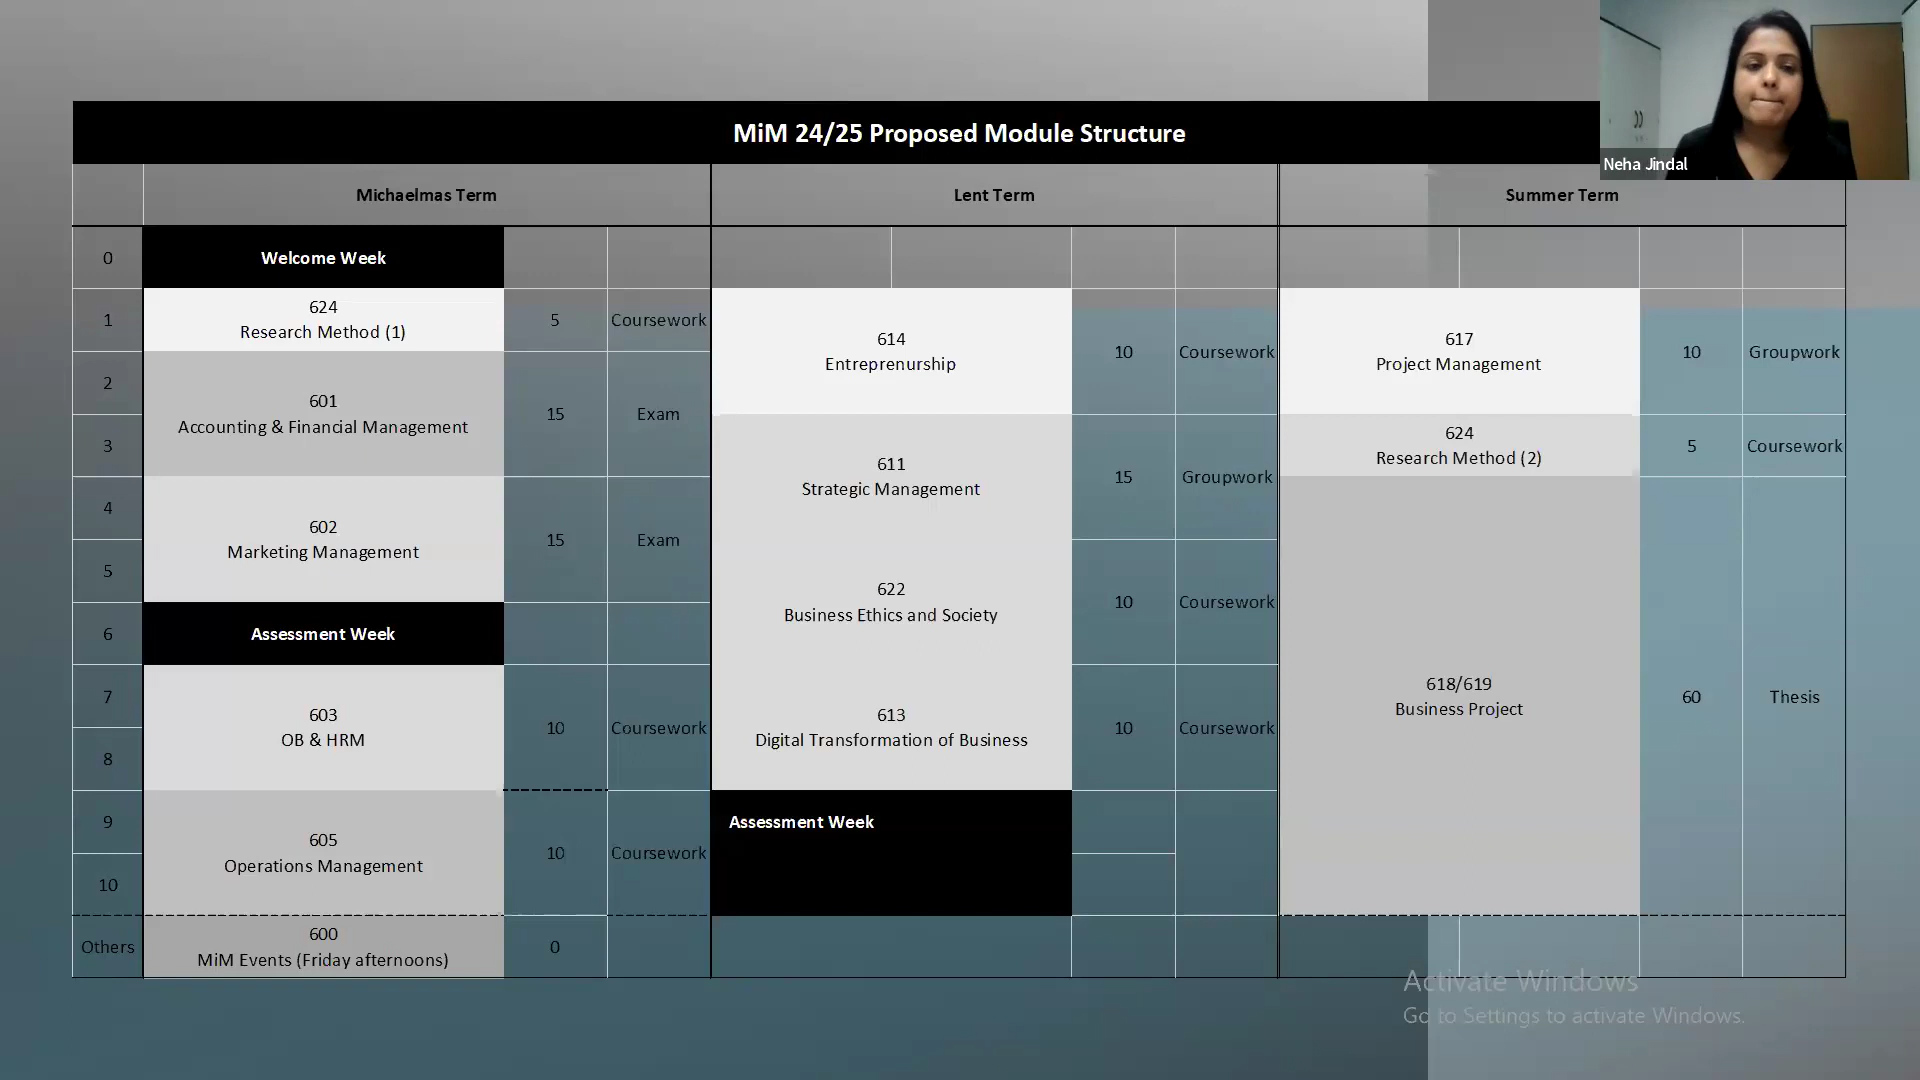 MiM 24/25 Proposed Module Structure
Neha Jindal
Michaelmas Term
Lent Term
Summer Term
0
Welcome Week
1
624
Research Method (1)
5
Coursework
614
Entreprenurship
10
Coursework
617
Project Management
10
Groupwork
2
601
Accounting & Financial Management
15
Exam
3
611
Strategic Management
15
Groupwork
624
Research Method (2)
5
Coursework
4
602
Marketing Management
15
Exam
5
622
Business Ethics and Society
10
Coursework
618/619
Business Project
60
Thesis
6
Assessment Week
7
603
OB & HRM
10
Coursework
613
Digital Transformation of Business
10
Coursework
8
9
605
Operations Management
10
Coursework
Assessment Week
10
Others
600
MiM Events (Friday afternoons)
0
Activate Windows
Go to Settings to activate Windows.